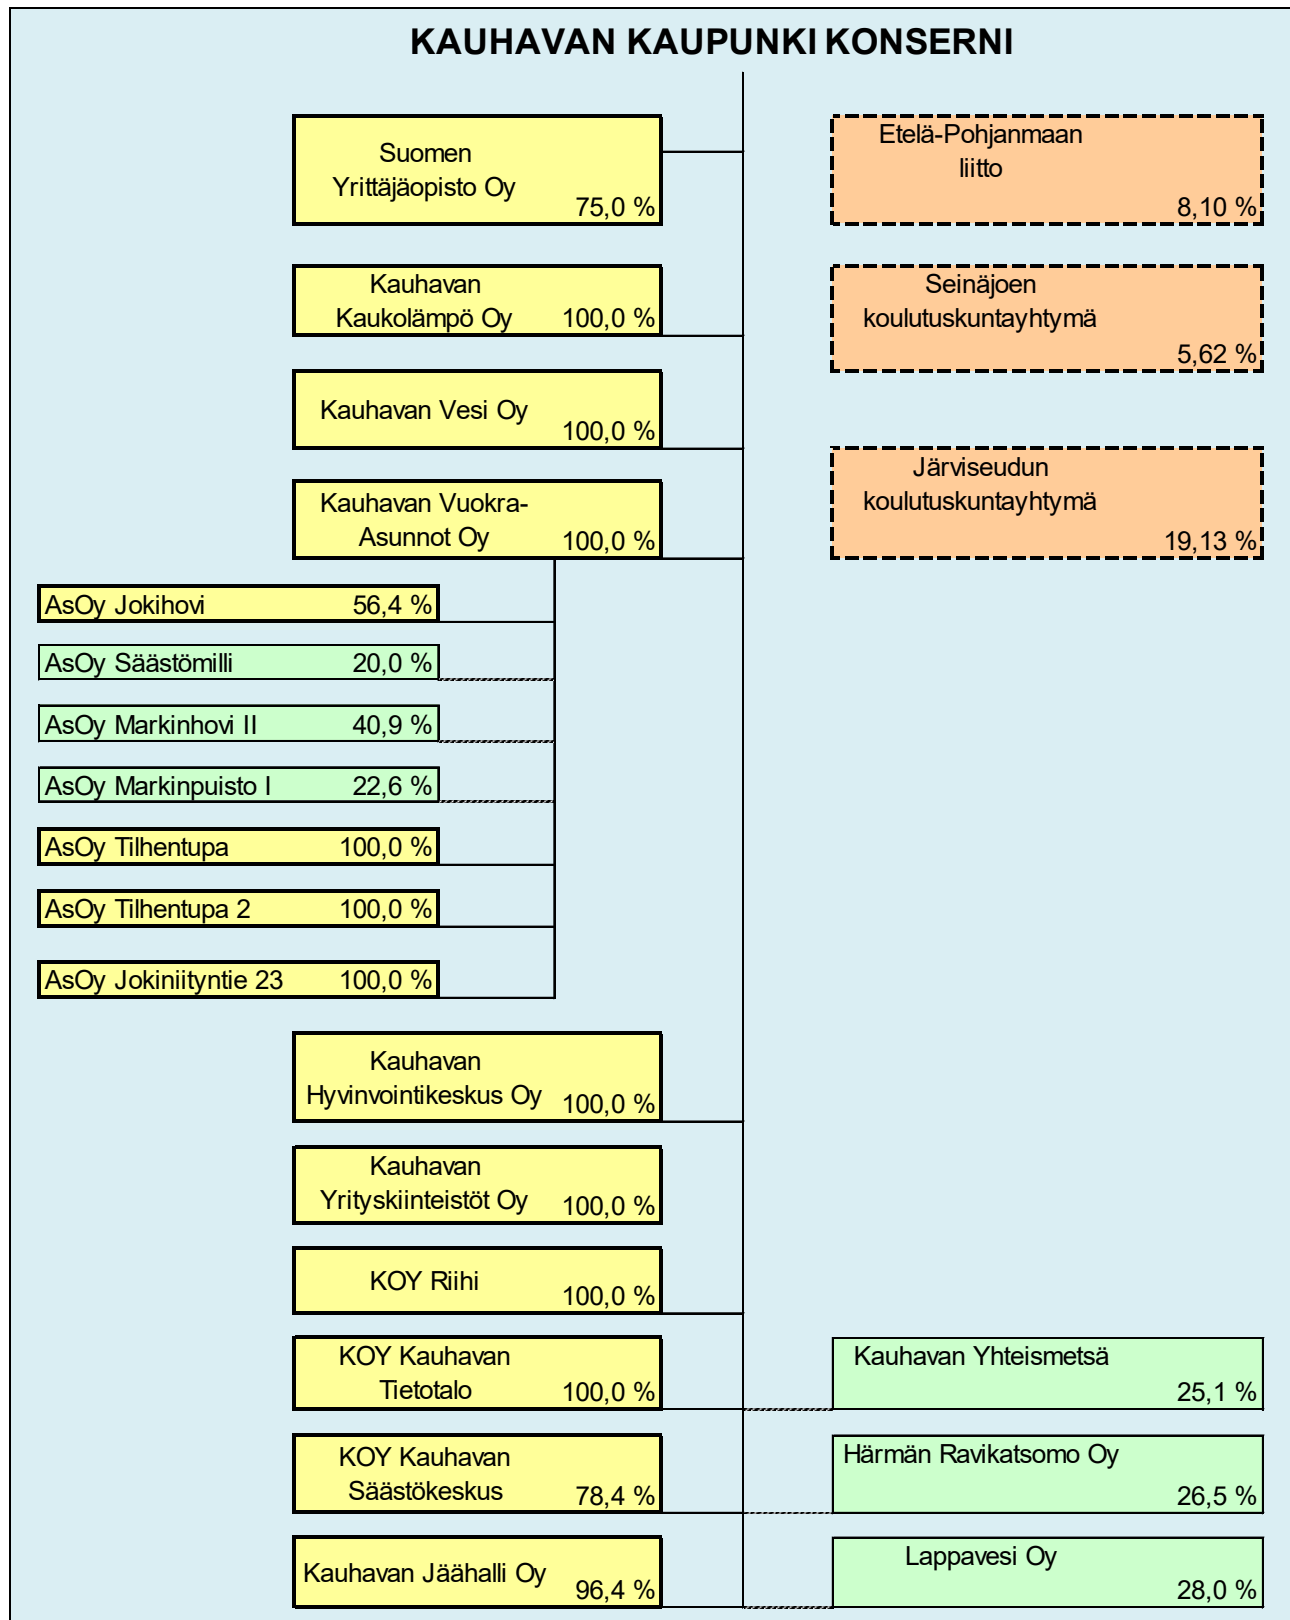 KAUHAVAN KAUPUNKI KONSERNI
Suomen
Yrittäjäopisto Oy
75,0 %
Etelä-Pohjanmaan
liitto
8,10 %
Kauhavan
Kaukolämpö Oy 100,0 %
Seinäjoen
koulutuskuntayhtymä
5,62 %
Kauhavan Vesi Oy
100,0 %
Kauhavan Vuokra-
Asunnot Oy 100,0 %
Järviseudun
koulutuskuntayhtymä
19,13 %
AsOy Jokihovi 56,4 %
AsOy Säästömilli 20,0 %
AsOy Markinhovi II 40,9 %
AsOy Markinpuisto I 22,6 %
AsOy Tilhentupa 100,0 %
AsOy Tilhentupa 2 100,0 %
AsOy Jokiniityntie 23 100,0 %
Kauhavan
Hyvinvointikeskus Oy 100,0 %
Kauhavan
Yrityskiinteistöt Oy 100,0 %
KOY Riihi
100,0 %
KOY Kauhavan
Tietotalo 100,0 %
Kauhavan Yhteismetsä
25,1 %
KOY Kauhavan
Säästökeskus 78,4 %
Härmän Ravikatsomo Oy
26,5 %
Kauhavan Jäähalli Oy
96,4 %
Lappavesi Oy
28,0 %